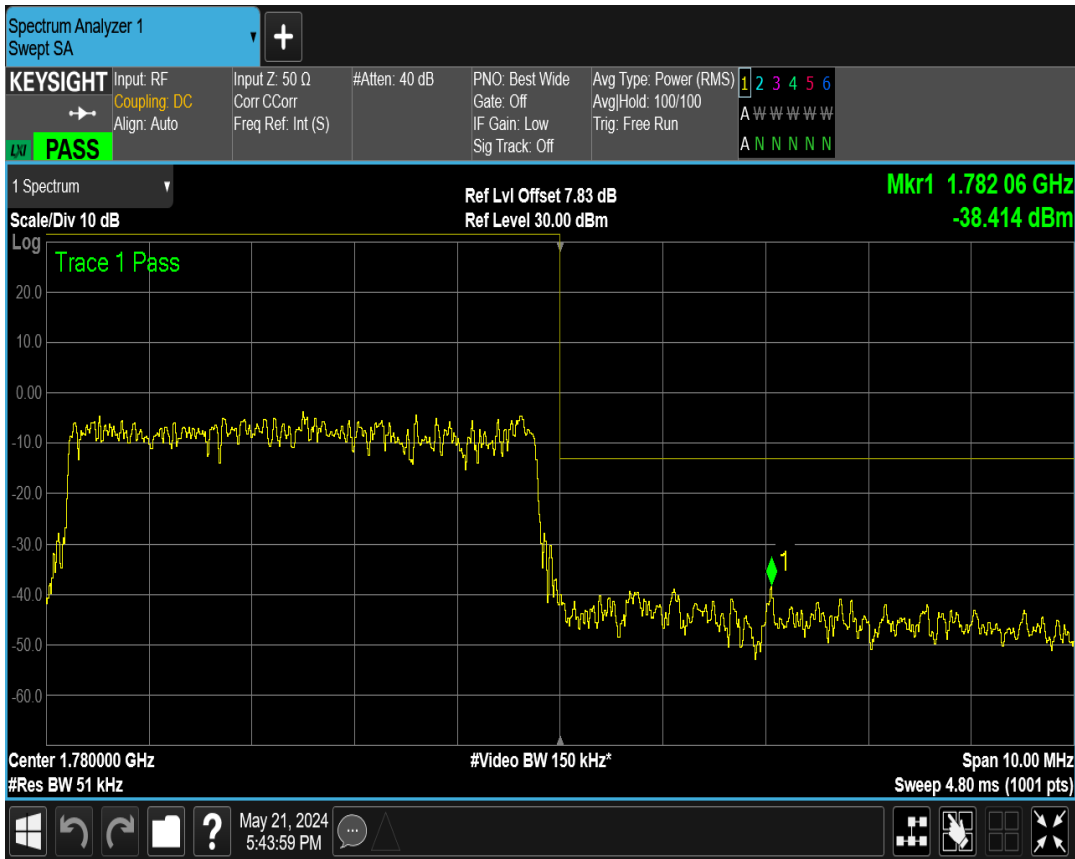 Spectrum Analyzer 1
Swept SA
+
KEYSIGHT
LXI PASS
Input: RF
Coupling: DC
Align: Auto
Input Z: 50 Ω
Corr CCorr
Freq Ref: Int (S)
#Atten: 40 dB
PNO: Best Wide
Gate: Off
IF Gain: Low
Sig Track: Off
Avg Type: Power (RMS)
Avg|Hold: 100/100
Trig: Free Run
1 2 3 4 5 6
A W W W W W
A N N N N N
1 Spectrum
Scale/Div 10 dB
Ref Lvl Offset 7.83 dB
Ref Level 30.00 dBm
Mkr1 1.782 06 GHz
-38.414 dBm
Log
Trace 1 Pass
20.0
10.0
0.00
-10.0
-20.0
-30.0
1
-40.0
-50.0
-60.0
Center 1.780000 GHz
#Res BW 51 kHz
#Video BW 150 kHz*
Span 10.00 MHz
Sweep 4.80 ms (1001 pts)
?
May 21, 2024
5:43:59 PM